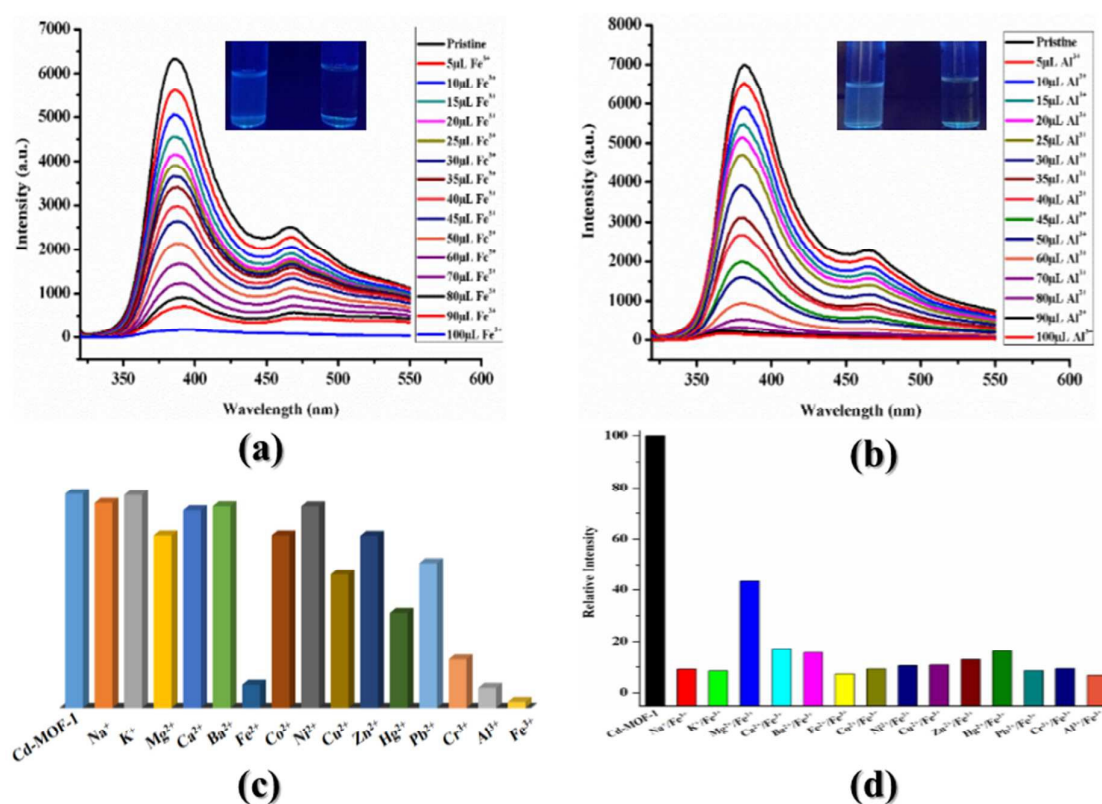 7000
6000
5000
4000
3000
2000
1000
0
Intensity (a.u.)
350 400 450 500 550 600
Wavelength (nm)
Pristine
5µL Fe³⁺
10µL Fe³⁺
15µL Fe³⁺
20µL Fe³⁺
25µL Fe³⁺
30µL Fe³⁺
35µL Fe³⁺
40µL Fe³⁺
45µL Fe³⁺
50µL Fe³⁺
60µL Fe³⁺
70µL Fe³⁺
80µL Fe³⁺
90µL Fe³⁺
100µL Fe³⁺
(a)
8000
7000
6000
5000
4000
3000
2000
1000
0
Intensity (a.u.)
350 400 450 500 550 600
Wavelength (nm)
Pristine
5µL Al³⁺
10µL Al³⁺
15µL Al³⁺
20µL Al³⁺
25µL Al³⁺
30µL Al³⁺
35µL Al³⁺
40µL Al³⁺
45µL Al³⁺
50µL Al³⁺
60µL Al³⁺
70µL Al³⁺
80µL Al³⁺
90µL Al³⁺
100µL Al³⁺
(b)
Cd-MOF-1 Na⁺ K⁺ Mg²⁺ Ca²⁺ Ba²⁺ Fe²⁺ Co²⁺ Ni²⁺ Cu²⁺ Zn²⁺ Hg²⁺ Pb²⁺ Cr³⁺ Al³⁺ Fe³⁺
(c)
100
80
60
40
20
0
Relative Intensity
Cd-MOF-1 Na⁺/Fe³⁺ K⁺/Fe³⁺ Mg²⁺/Fe³⁺ Ca²⁺/Fe³⁺ Ba²⁺/Fe³⁺ Fe²⁺/Fe³⁺ Co²⁺/Fe³⁺ Ni²⁺/Fe³⁺ Cu²⁺/Fe³⁺ Zn²⁺/Fe³⁺ Hg²⁺/Fe³⁺ Pb²⁺/Fe³⁺ Cr³⁺/Fe³⁺ Al³⁺/Fe³⁺
(d)